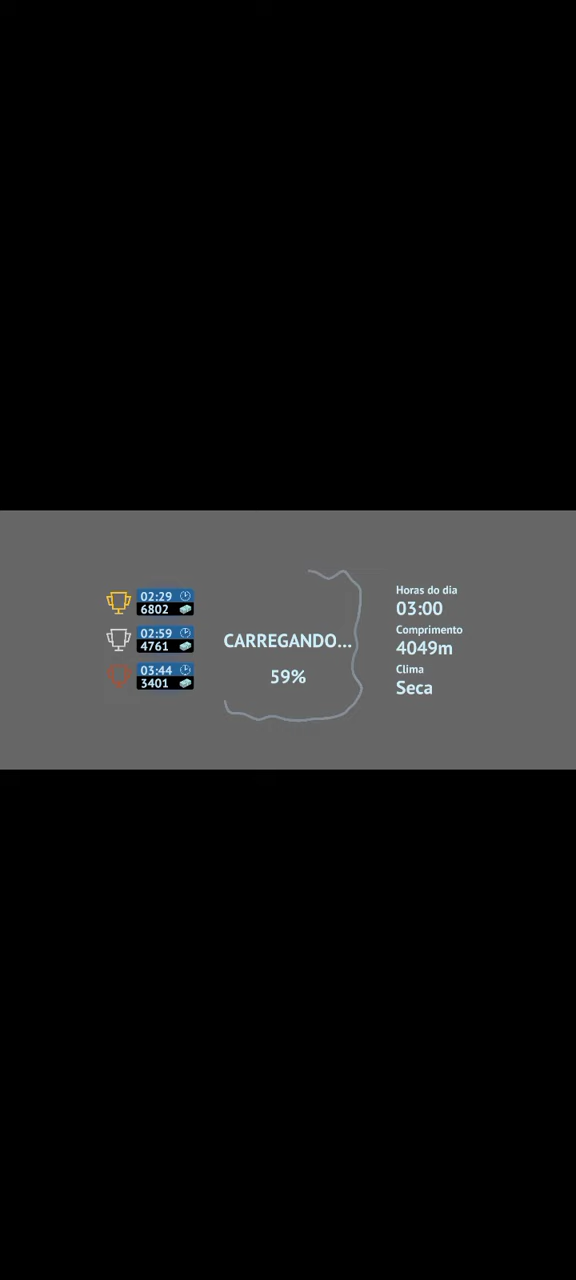 02:29
6802
02:59
4761
03:44
3401
CARREGANDO...
59%
Horas do dia
03:00
Comprimento
4049m
Clima
Seca